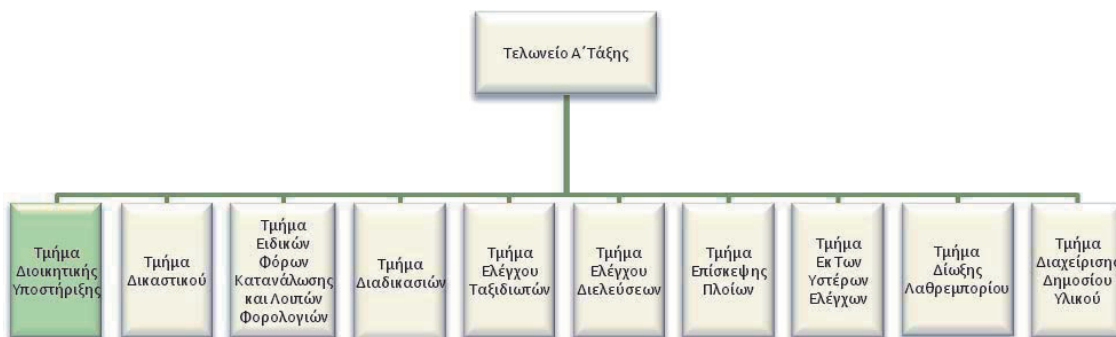 Τελωνείο Α΄Τάξης
Τμήμα
Διοικητικής
Υποστήριξης
Τμήμα
Δικαστικού
Τμήμα
Ειδικών
Φόρων
Κατανάλωσης
και Λοιπών
Φορολογιών
Τμήμα
Διαδικασιών
Τμήμα
Ελέγχου
Ταξιδιωτών
Τμήμα
Ελέγχου
Διελεύσεων
Τμήμα
Επίσκεψης
Πλοίων
Τμήμα
Εκ Των
Υστέρων
Ελέγχων
Τμήμα
Δίωξης
Λαθρεμπορίου
Τμήμα
Διαχείρισης
Δημοσίου
Υλικού